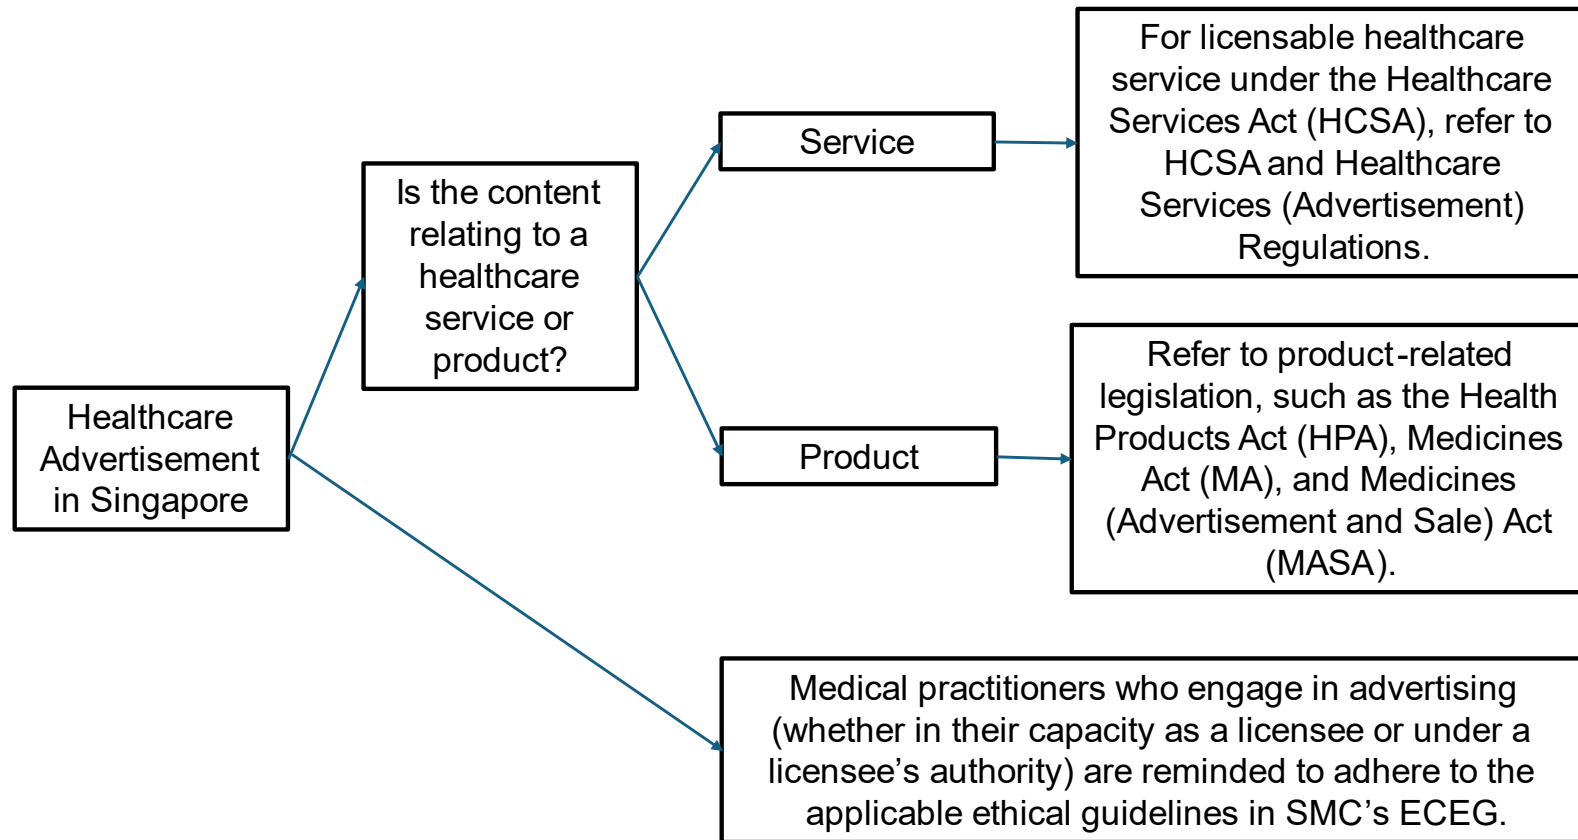 Healthcare
Advertisement
in Singapore
Is the content
relating to a
healthcare
service or
product?
Service
For licensable healthcare
service under the Healthcare
Services Act (HCSA), refer to
HCSA and Healthcare
Services (Advertisement)
Regulations.
Product
Refer to product-related
legislation, such as the Health
Products Act (HPA), Medicines
Act (MA), and Medicines
(Advertisement and Sale) Act
(MASA).
Medical practitioners who engage in advertising
(whether in their capacity as a licensee or under a
licensee’s authority) are reminded to adhere to the
applicable ethical guidelines in SMC’s ECEG.